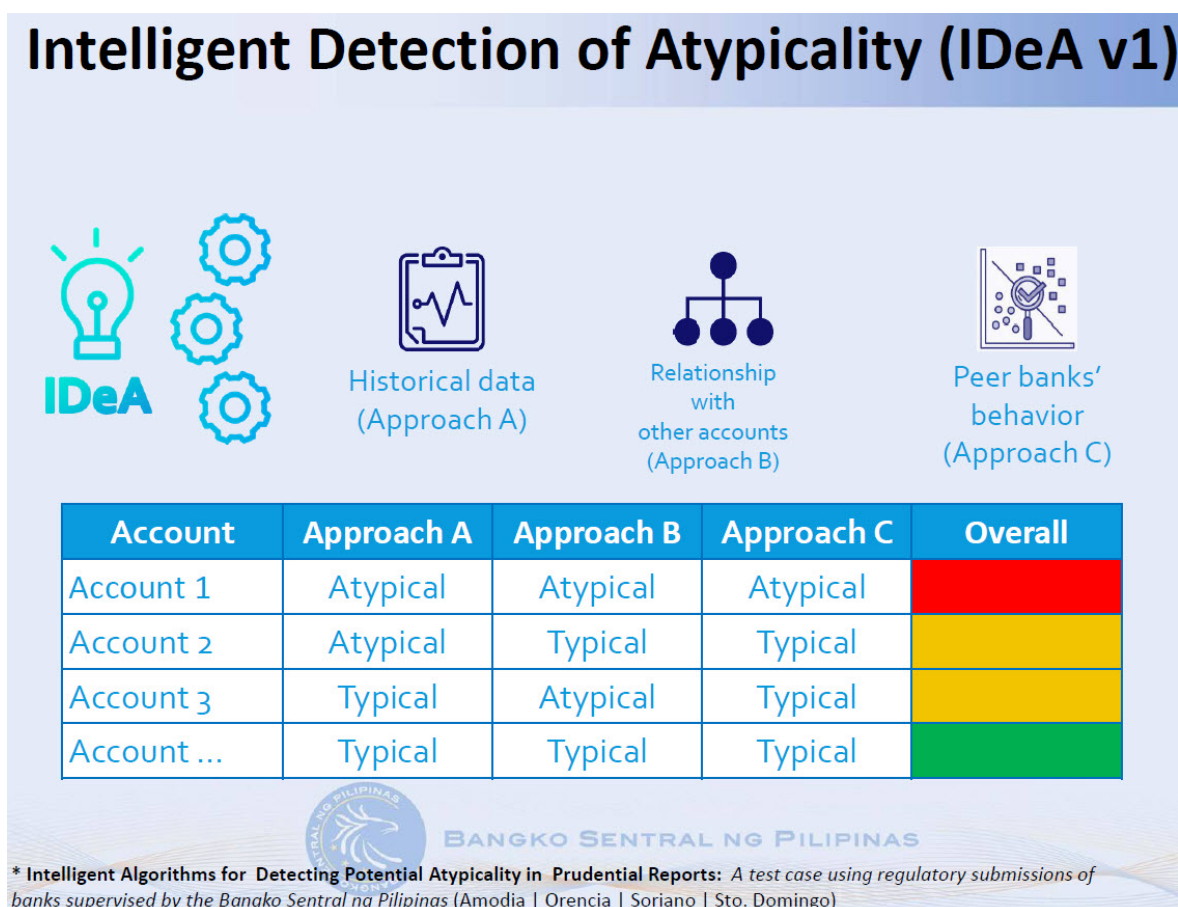 Intelligent Detection of Atypicality (IDeA v1)
IDeA
Historical data
(Approach A)
Relationship
with
other accounts
(Approach B)
Peer banks'
behavior
(Approach C)
Account Approach A Approach B Approach C Overall
Account 1 Atypical Atypical Atypical
Account 2 Atypical Typical Typical
Account 3 Typical Atypical Typical
Account ... Typical Typical Typical
BANGKO SENTRAL NG PILIPINAS
* Intelligent Algorithms for Detecting Potential Atypicality in Prudential Reports: A test case using regulatory submissions of
banks supervised by the Bangko Sentral ng Pilipinas (Amodia | Orencia | Soriano | Sto. Domingo)